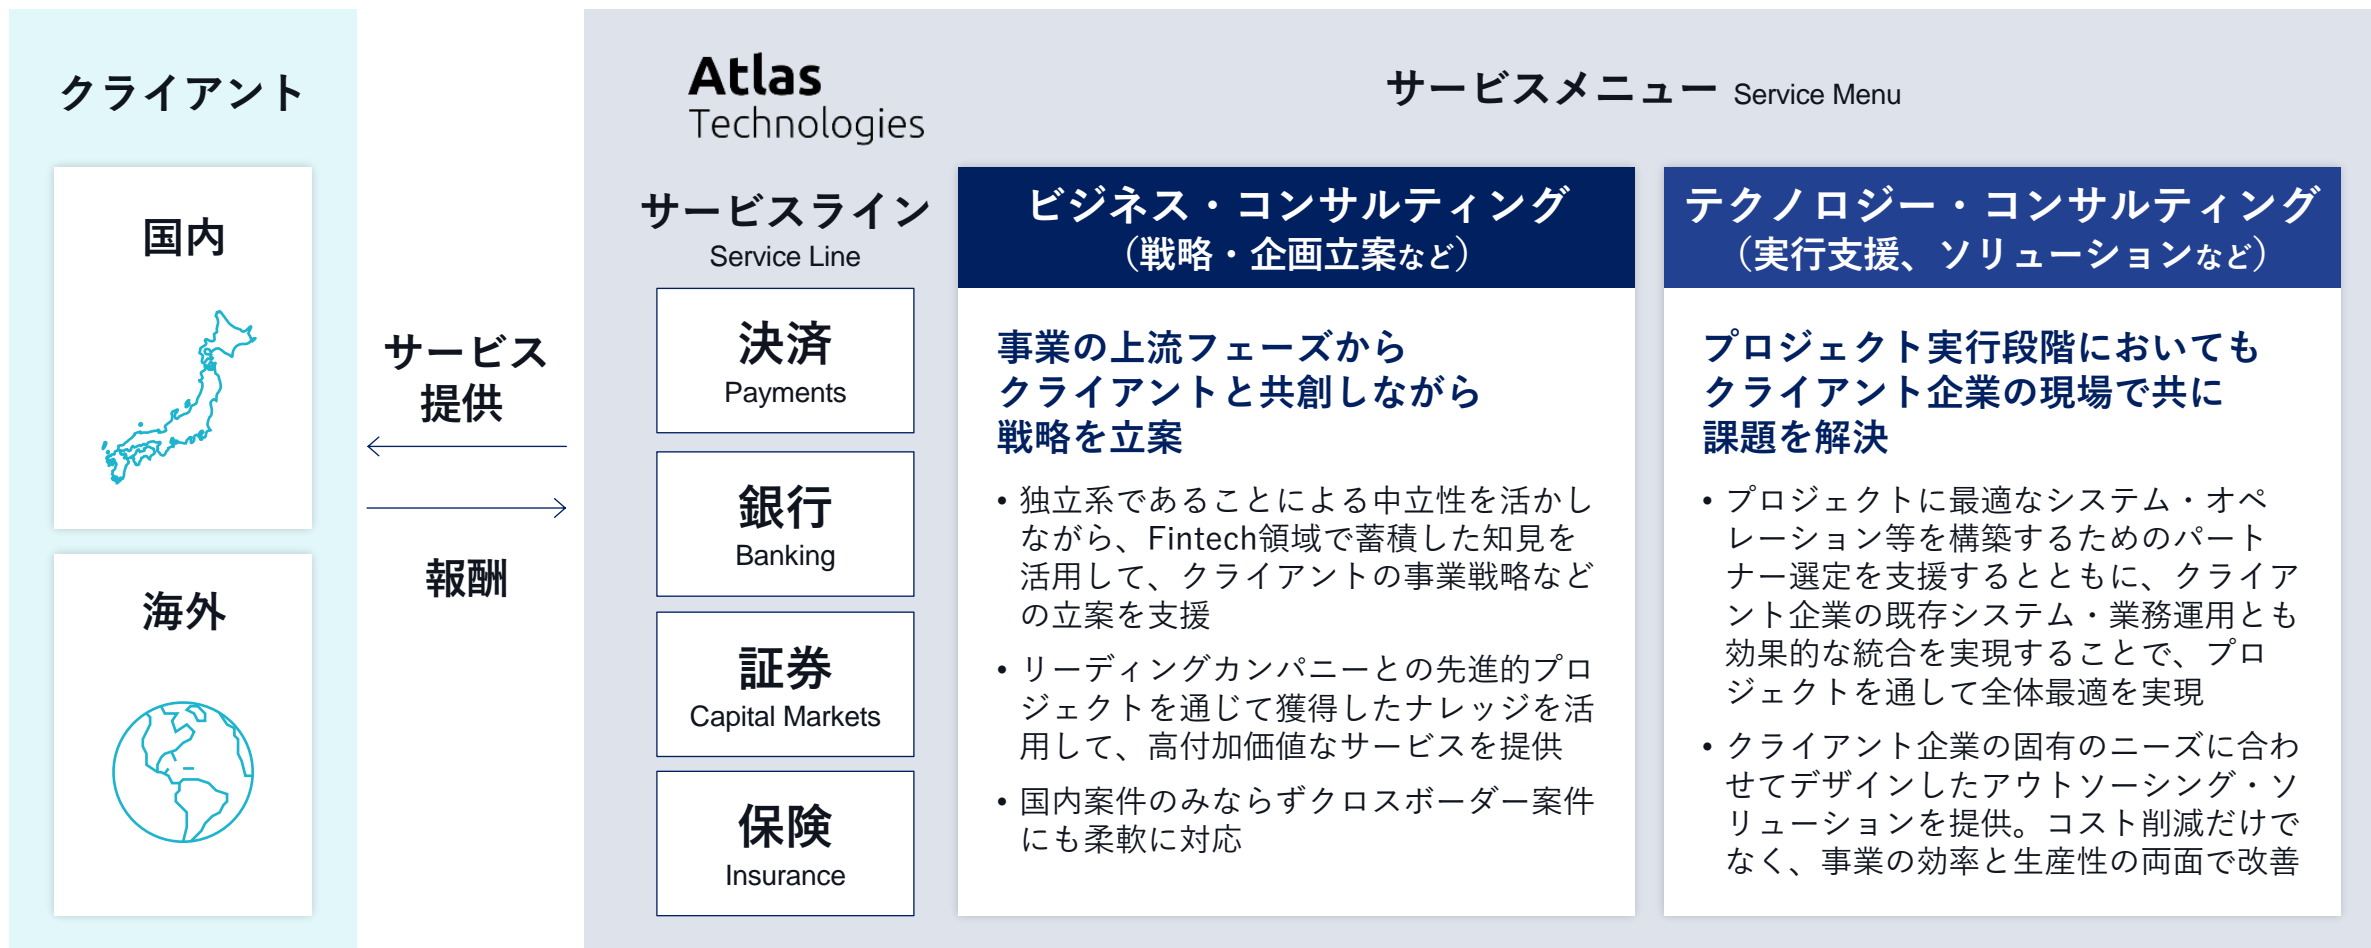 クライアント
国内
海外
サービス
提供
報酬
Atlas
Technologies
サービスメニュー Service Menu
サービスライン
Service Line
決済
Payments
銀行
Banking
証券
Capital Markets
保険
Insurance
ビジネス・コンサルティング
（戦略・企画立案など）
事業の上流フェーズから
クライアントと共創しながら
戦略を立案
• 独立系であることによる中立性を活かし
ながら、Fintech領域で蓄積した知見を
活用して、クライアントの事業戦略など
の立案を支援
• リーディングカンパニーとの先進的プロ
ジェクトを通じて獲得したナレッジを活
用して、高付加価値なサービスを提供
• 国内案件のみならずクロスボーダー案件
にも柔軟に対応
テクノロジー・コンサルティング
（実行支援、ソリューションなど）
プロジェクト実行段階においても
クライアント企業の現場で共に
課題を解決
• プロジェクトに最適なシステム・オペ
レーション等を構築するためのパート
ナー選定を支援するとともに、クライア
ント企業の既存システム・業務運用とも
効果的な統合を実現することで、プロ
ジェクトを通して全体最適を実現
• クライアント企業の固有のニーズに合わ
せてデザインしたアウトソーシング・ソ
リューションを提供。コスト削減だけで
なく、事業の効率と生産性の両面で改善